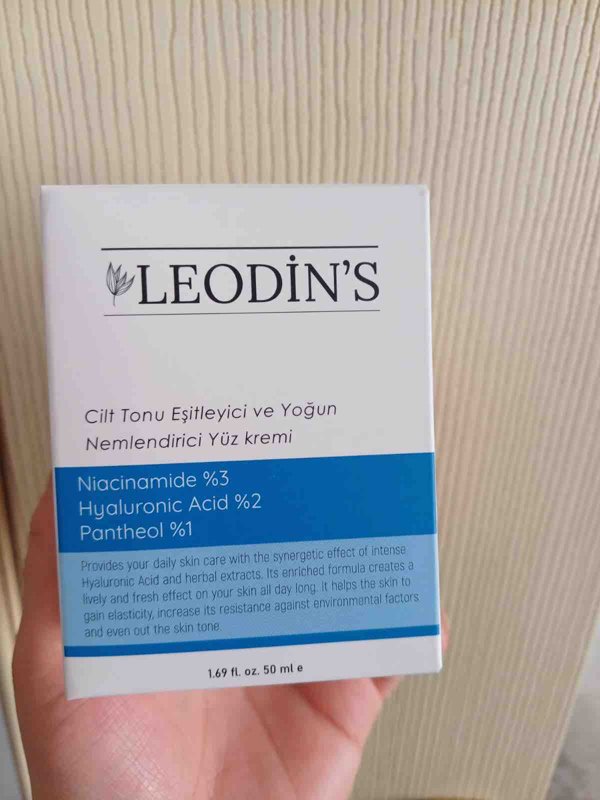 LEODİN'S
Cilt Tonu Eşitleyici ve Yoğun
Nemlendirici Yüz kremi
Niacinamide %3
Hyaluronic Acid %2
Pantheol %1
Provides your daily skin care with the synergetic effect of intense
Hyaluronic Acid and herbal extracts. Its enriched formula creates a
lively and fresh effect on your skin all day long. It helps the skin to
gain elasticity, increase its resistance against environmental factors
and even out the skin tone.
1.69 fl. oz. 50 ml e